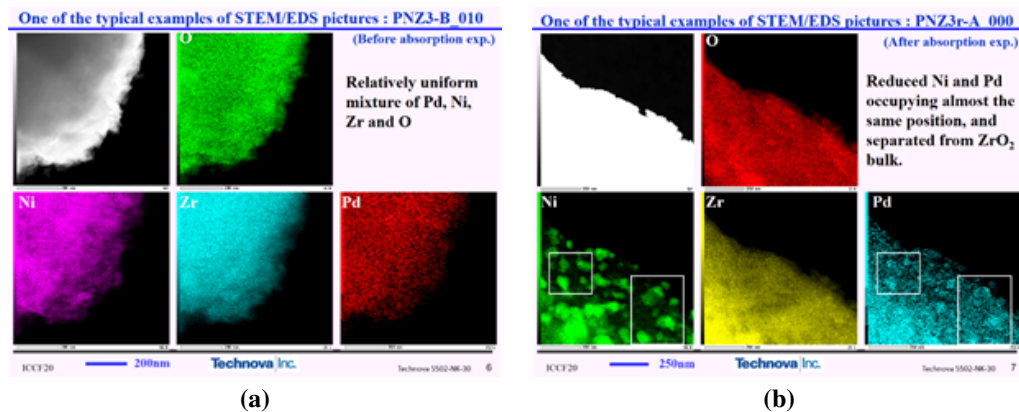 One of the typical examples of STEM/EDS pictures : PNZ3-B_010
O
(Before absorption exp.)
Relatively uniform
mixture of Pd, Ni,
Zr and O
Ni
Zr
Pd
ICCF20
200nm
Technova Inc.
Technova 5502-NK-30
6
(a)
One of the typical examples of STEM/EDS pictures : PNZ3r-A_000
O
(After absorption exp.)
Reduced Ni and Pd
occupying almost the
same position, and
separated from ZrO₂
bulk.
Ni
Zr
Pd
ICCF20
250nm
Technova Inc.
Technova 5502-NK-30
7
(b)